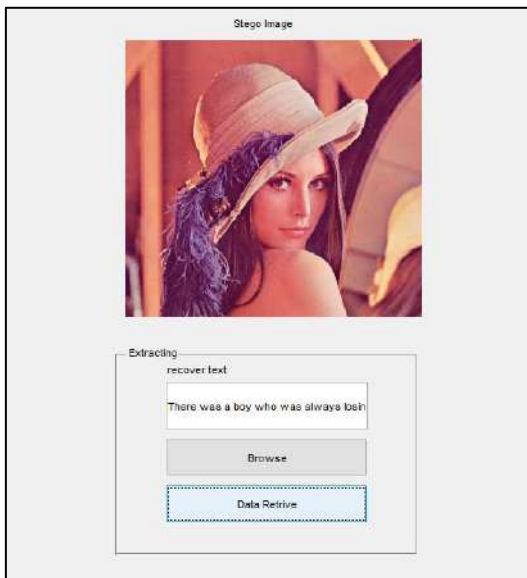 Stego Image
Extracting
recover text
There was a boy who was always losin
Browse
Data Retrive